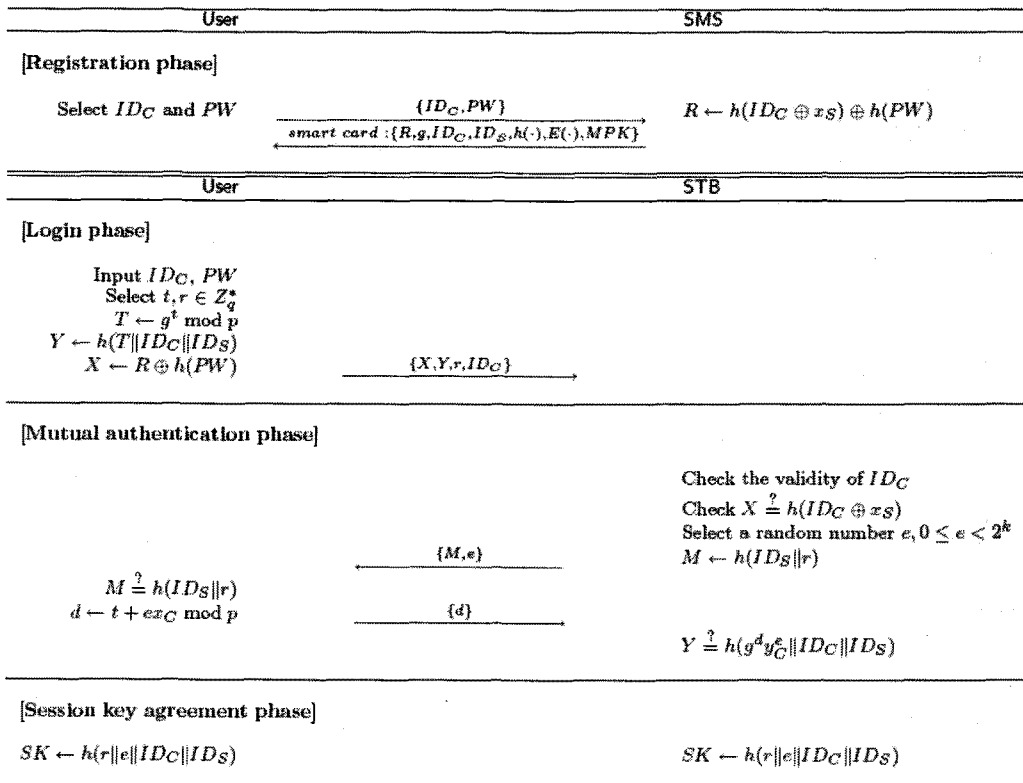 User SMS
[Registration phase]
Select ID_C and PW {ID_C,PW} R ← h(ID_C ⊕ x_S) ⊕ h(PW)
smart card :{R,g,ID_C,ID_S,h(·),E(·),MPK}
User STB
[Login phase]
Input ID_C, PW
Select t,r ∈ Z_q^*
T ← g^t mod p
Y ← h(T||ID_C||ID_S)
X ← R ⊕ h(PW) {X,Y,r,ID_C}
[Mutual authentication phase]
Check the validity of ID_C
Check X ≟ h(ID_C ⊕ x_S)
Select a random number e, 0 ≤ e < 2^k
{M,e} M ← h(ID_S||r)
M ≟ h(ID_S||r)
d ← t + ex_C mod p {d}
Y ≟ h(g^d y_C^e||ID_C||ID_S)
[Session key agreement phase]
SK ← h(r||e||ID_C||ID_S) SK ← h(r||e||ID_C||ID_S)